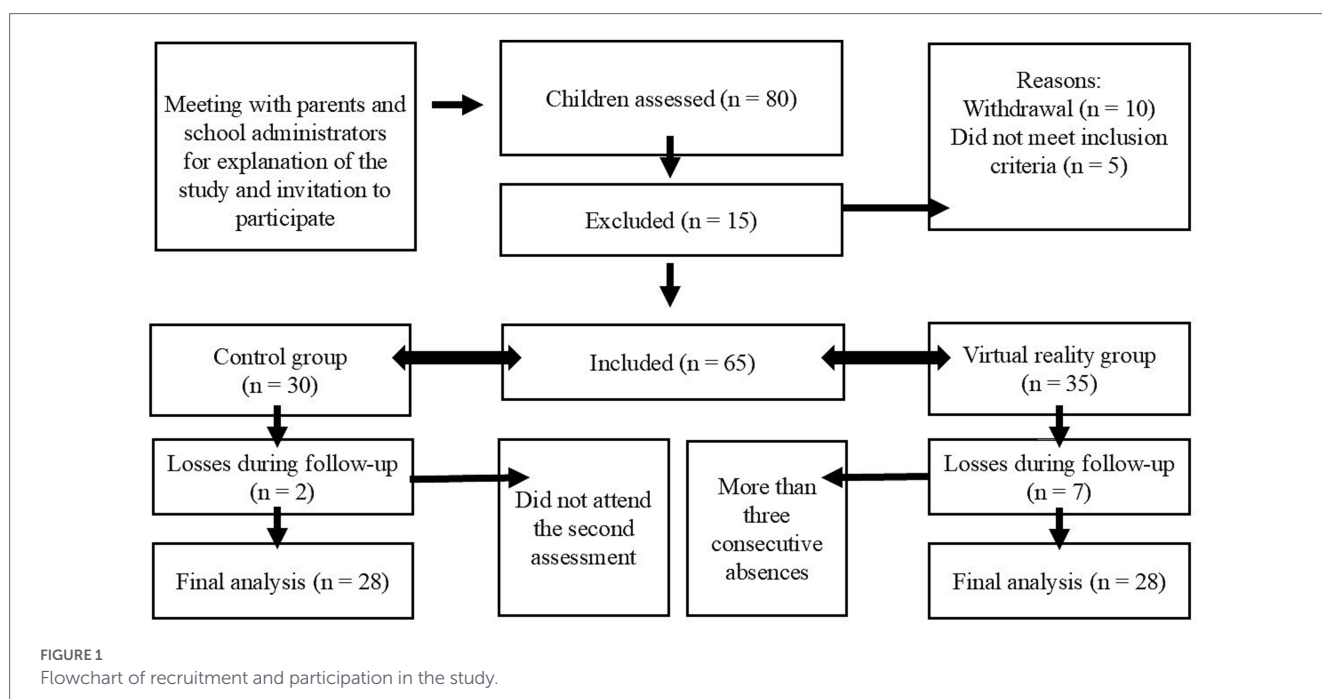 Meeting with parents and
school administrators
for explanation of the
study and invitation to
participate
Children assessed (n = 80)
Reasons:
Withdrawal (n = 10)
Did not meet inclusion
criteria (n = 5)
Excluded (n = 15)
Control group
(n = 30)
Included (n = 65)
Virtual reality group
(n = 35)
Losses during follow-up
(n = 2)
Did not attend
the second
assessment
More than
three
consecutive
absences
Losses during follow-up
(n = 7)
Final analysis (n = 28)
Final analysis (n = 28)
FIGURE 1
Flowchart of recruitment and participation in the study.